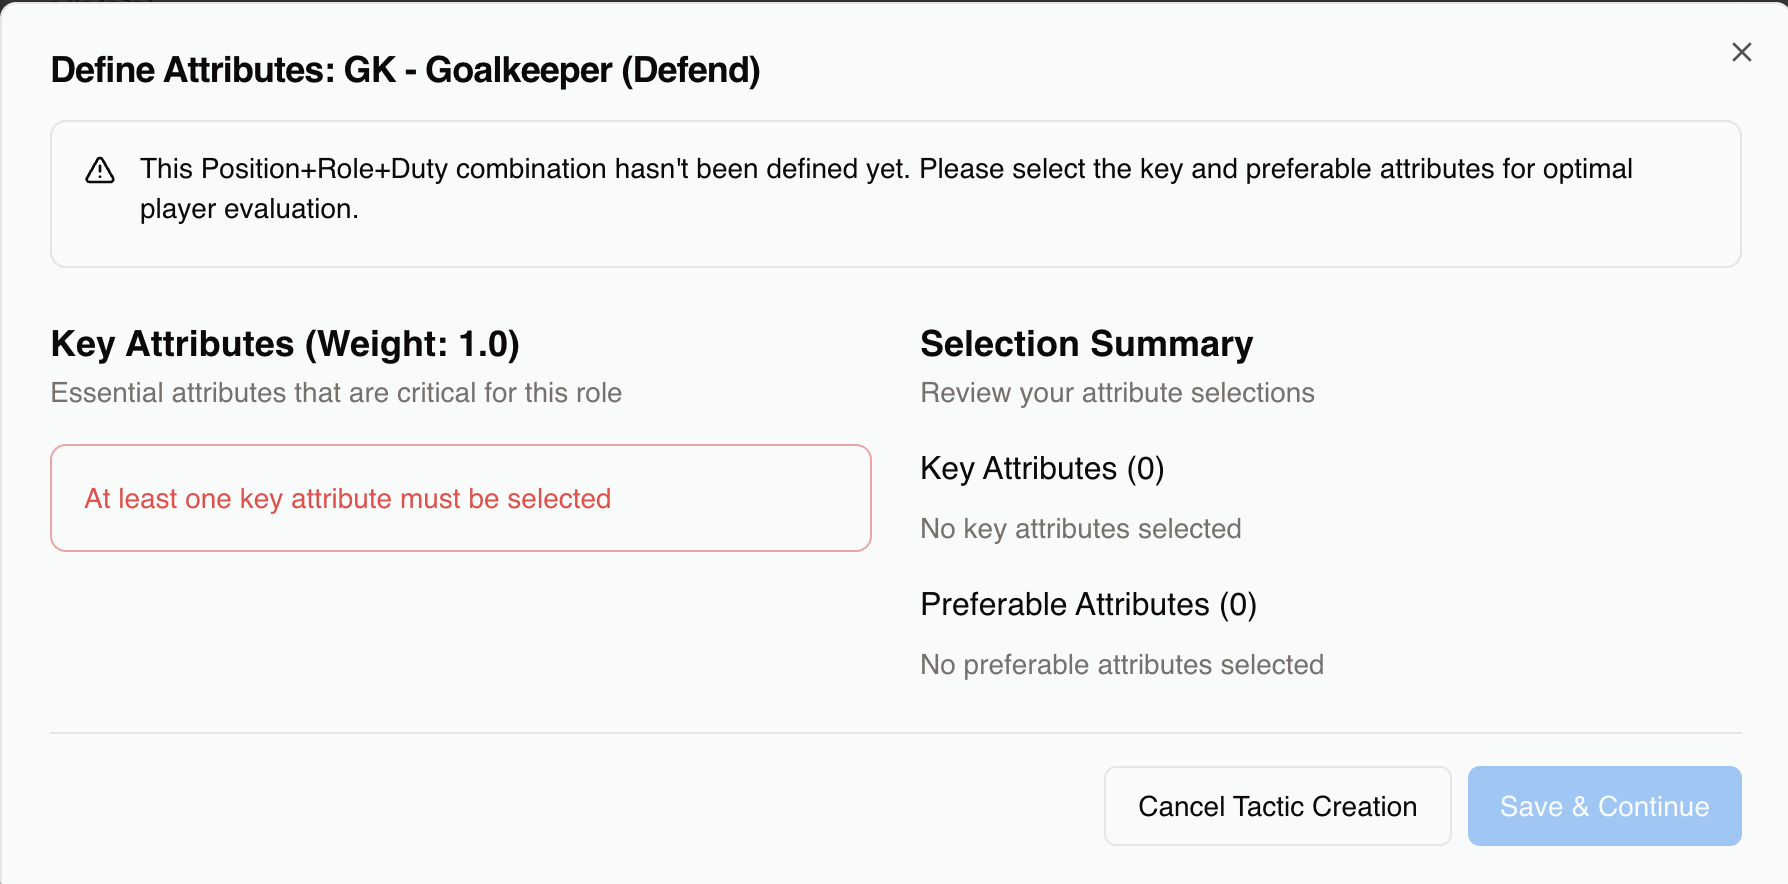 Define Attributes: GK - Goalkeeper (Defend)
This Position+Role+Duty combination hasn't been defined yet. Please select the key and preferable attributes for optimal
player evaluation.
Key Attributes (Weight: 1.0)
Essential attributes that are critical for this role
At least one key attribute must be selected
Selection Summary
Review your attribute selections
Key Attributes (0)
No key attributes selected
Preferable Attributes (0)
No preferable attributes selected
Cancel Tactic Creation
Save & Continue